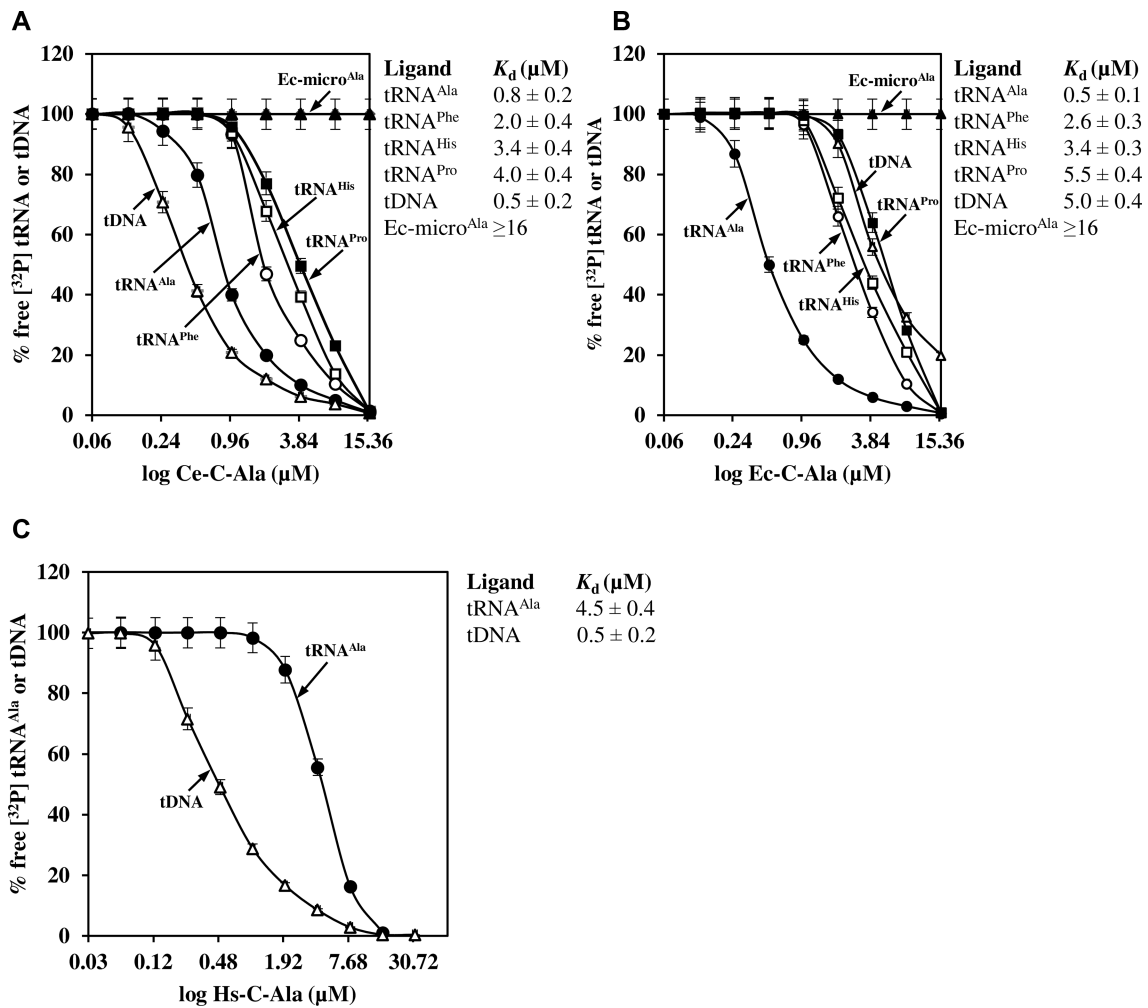 A
120
100
80
60
40
20
0
% free [³²P] tRNA or tDNA
0.06 0.24 0.96 3.84 15.36
log Ce-C-Ala (µM)
Ec-micro^Ala
tDNA
tRNA^Ala
tRNA^Phe
tRNA^His
tRNA^Pro
Ligand K_d (µM)
tRNA^Ala 0.8 ± 0.2
tRNA^Phe 2.0 ± 0.4
tRNA^His 3.4 ± 0.4
tRNA^Pro 4.0 ± 0.4
tDNA 0.5 ± 0.2
Ec-micro^Ala ≥16
B
120
100
80
60
40
20
0
% free [³²P] tRNA or tDNA
0.06 0.24 0.96 3.84 15.36
log Ec-C-Ala (µM)
Ec-micro^Ala
tDNA
tRNA^Pro
tRNA^Ala
tRNA^Phe
tRNA^His
Ligand K_d (µM)
tRNA^Ala 0.5 ± 0.1
tRNA^Phe 2.6 ± 0.3
tRNA^His 3.4 ± 0.3
tRNA^Pro 5.5 ± 0.4
tDNA 5.0 ± 0.4
Ec-micro^Ala ≥16
C
120
100
80
60
40
20
0
% free [³²P] tRNA^Ala or tDNA
0.03 0.12 0.48 1.92 7.68 30.72
log Hs-C-Ala (µM)
tRNA^Ala
tDNA
Ligand K_d (µM)
tRNA^Ala 4.5 ± 0.4
tDNA 0.5 ± 0.2